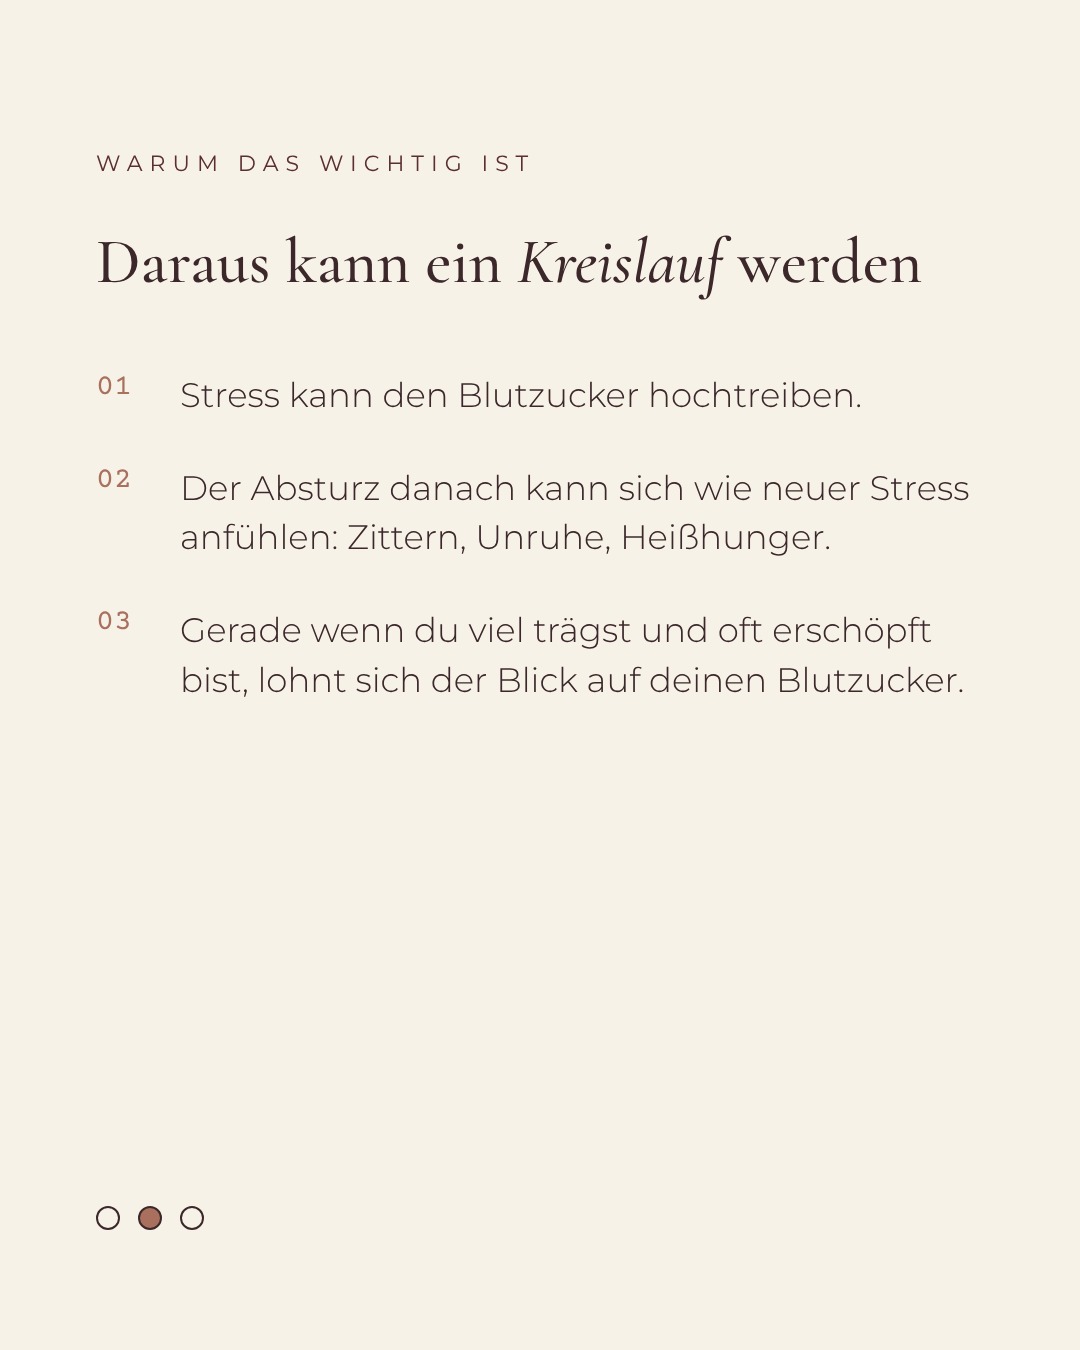 WARUM DAS WICHTIG IST
Daraus kann ein Kreislauf werden
01 Stress kann den Blutzucker hochtreiben.
02 Der Absturz danach kann sich wie neuer Stress
anfühlen: Zittern, Unruhe, Heißhunger.
03 Gerade wenn du viel trägst und oft erschöpft
bist, lohnt sich der Blick auf deinen Blutzucker.